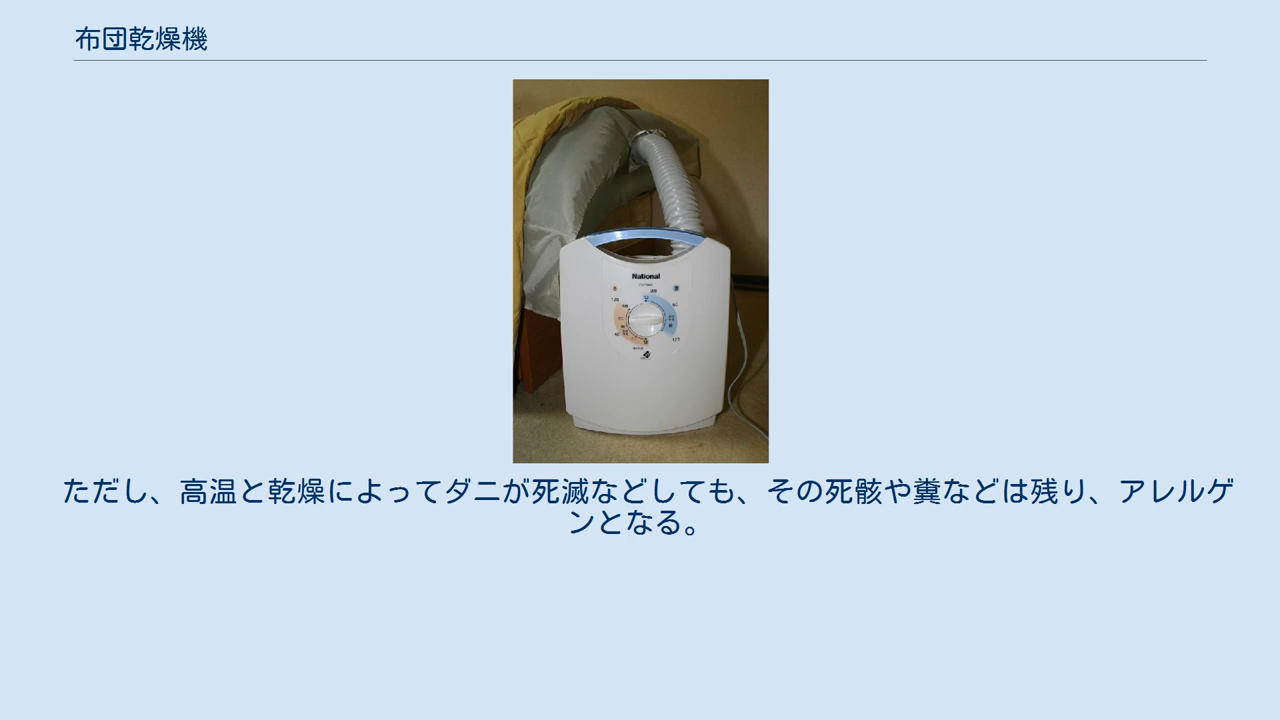 布団乾燥機
National
ただし、高温と乾燥によってダニが死滅などしても、その死骸や糞などは残り、アレルゲ
ンとなる。